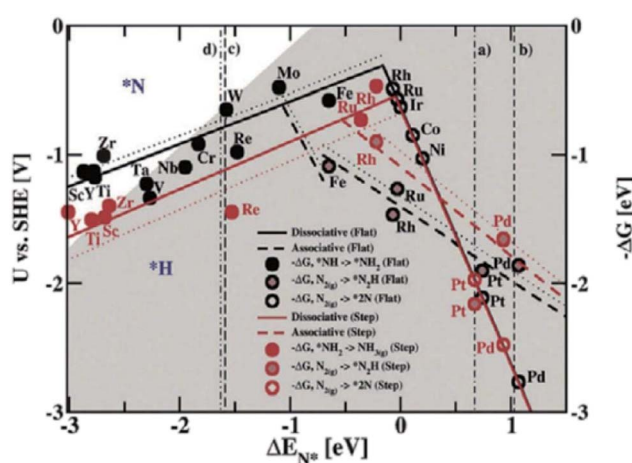 d) c) a) b)
*N
*H
W
Mo
Fe
Rh
Ru
Ir
Co
Ni
Zr
Sc Y Ti
Ta
V
Nb
Cr
Re
Ru Rh
Rh
Fe
Ru
Rh
Y
Ti
Sc
Zr
Re
Pd
Pd
Pt
Pt
Pt
Pt
Pd
Pd
Dissociative (Flat)
Associative (Flat)
-ΔG, *NH -> *NH₂ (Flat)
-ΔG, N₂₍g₎ -> *N₂H (Flat)
-ΔG, N₂₍g₎ -> *2N (Flat)
Dissociative (Step)
Associative (Step)
-ΔG, *NH₂ -> NH₃₍g₎ (Step)
-ΔG, N₂₍g₎ -> *N₂H (Step)
-ΔG, N₂₍g₎ -> *2N (Step)
U vs. SHE [V]
-0
-1
-2
-3
-3 -2 -1 0 1
ΔE_N* [eV]
-0
-1
-2
-3
-ΔG [eV]